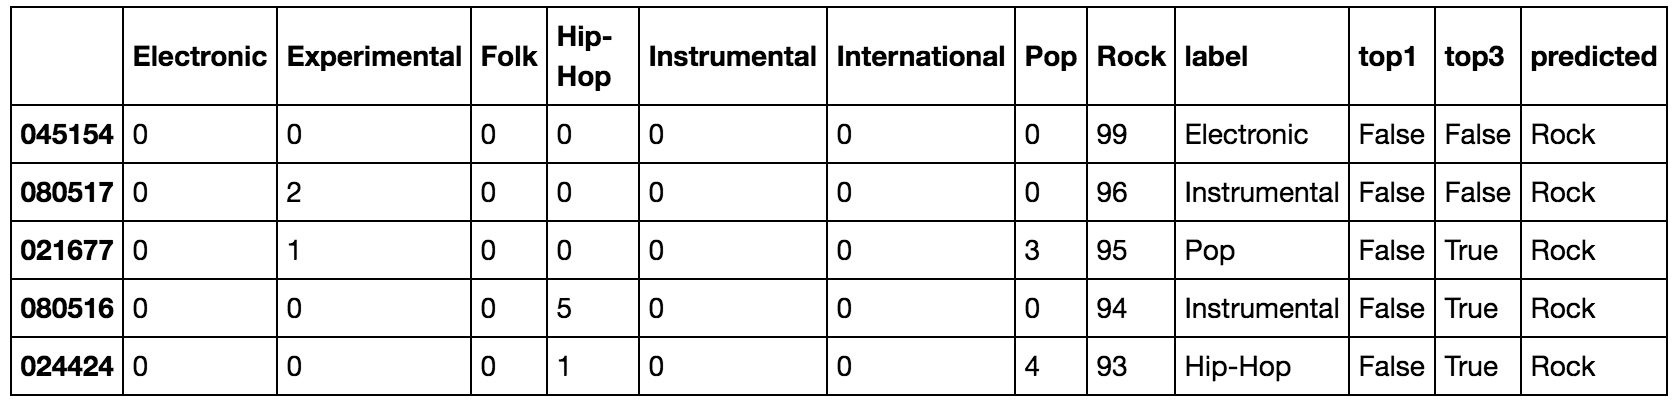 Electronic Experimental Folk Hip-Hop Instrumental International Pop Rock label top1 top3 predicted
045154 0 0 0 0 0 0 0 99 Electronic False False Rock
080517 0 2 0 0 0 0 0 96 Instrumental False False Rock
021677 0 1 0 0 0 0 3 95 Pop False True Rock
080516 0 0 0 5 0 0 0 94 Instrumental False True Rock
024424 0 0 0 1 0 0 4 93 Hip-Hop False True Rock